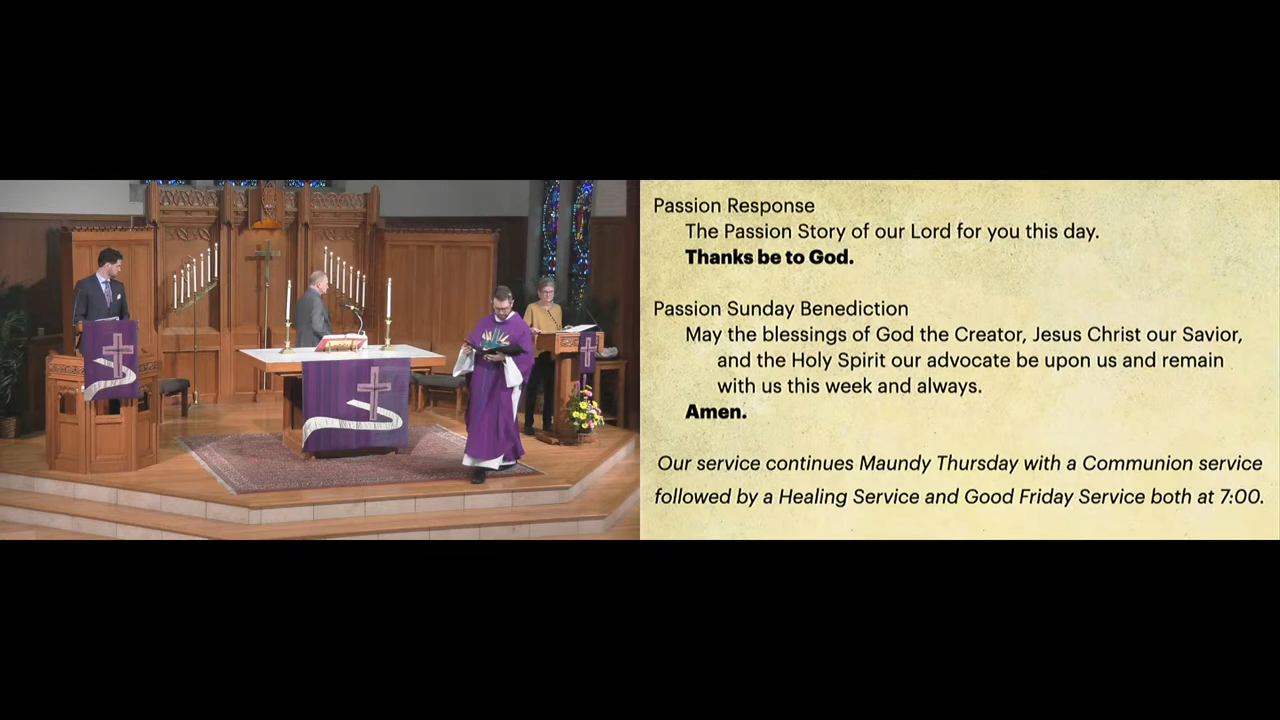 Passion Response
The Passion Story of our Lord for you this day.
Thanks be to God.
Passion Sunday Benediction
May the blessings of God the Creator, Jesus Christ our Savior,
and the Holy Spirit our advocate be upon us and remain
with us this week and always.
Amen.
Our service continues Maundy Thursday with a Communion service
followed by a Healing Service and Good Friday Service both at 7:00.